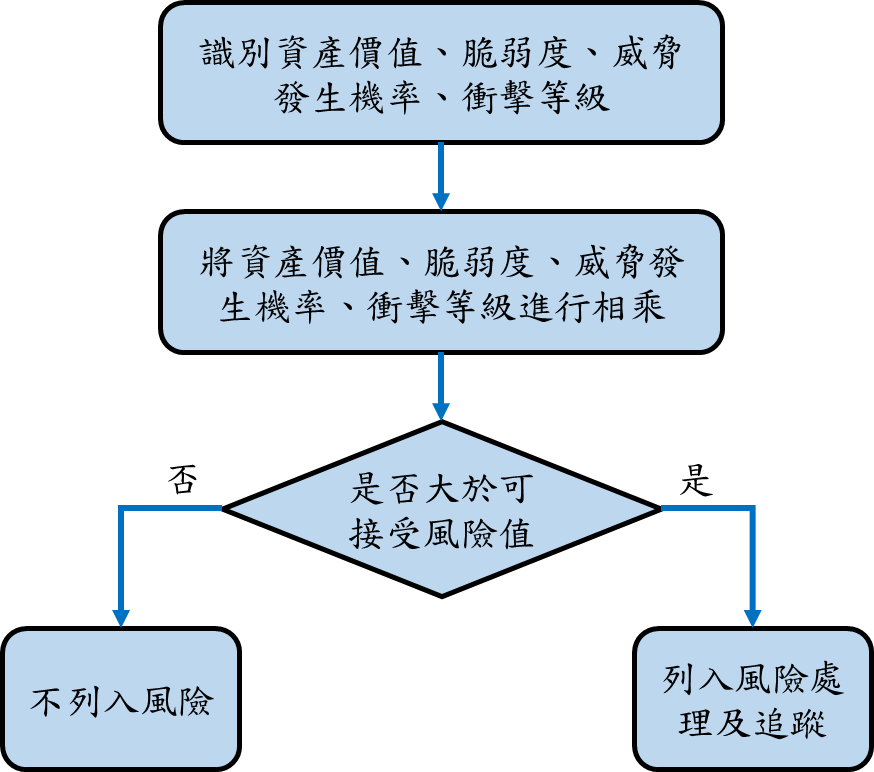 識別資產價值、脆弱度、威脅
發生機率、衝擊等級
將資產價值、脆弱度、威脅發
生機率、衝擊等級進行相乘
是否大於可
接受風險值
否
是
不列入風險
列入風險處
理及追蹤